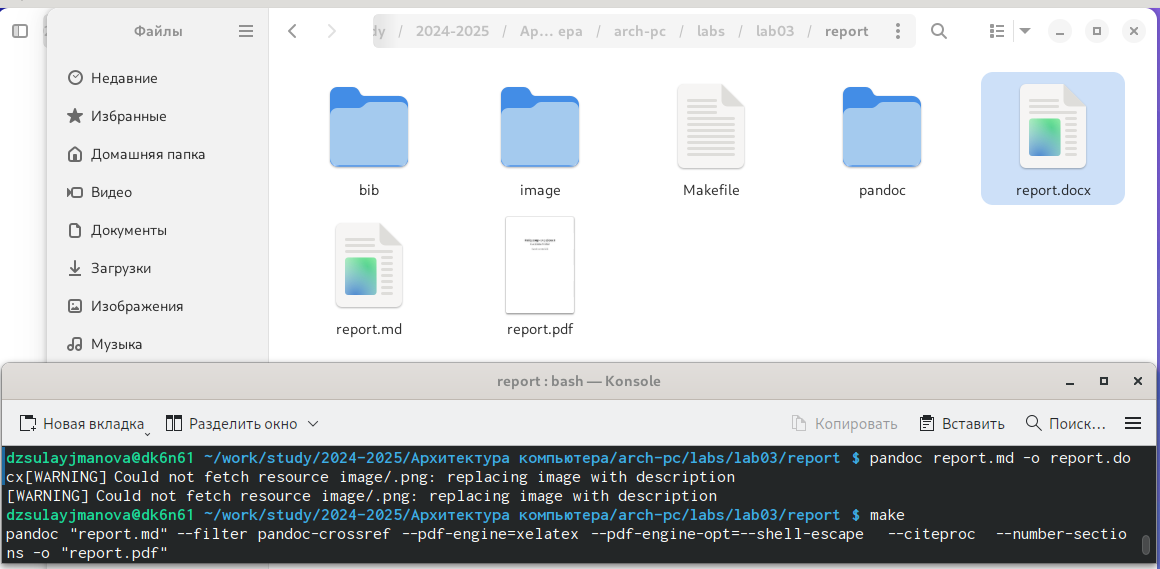 Файлы
dy / 2024-2025 / Ар… ера / arch-pc / labs / lab03 / report
Недавние
Избранные
Домашняя папка
Видео
Документы
Загрузки
Изображения
Музыка
bib
image
Makefile
pandoc
report.docx
report.md
report.pdf
report : bash — Konsole
Новая вкладка
Разделить окно
Копировать
Вставить
Поиск…
dzsulayjmanova@dk6n61 ~/work/study/2024-2025/Архитектура компьютера/arch-pc/labs/lab03/report $ pandoc report.md -o report.do
cx[WARNING] Could not fetch resource image/.png: replacing image with description
[WARNING] Could not fetch resource image/.png: replacing image with description
dzsulayjmanova@dk6n61 ~/work/study/2024-2025/Архитектура компьютера/arch-pc/labs/lab03/report $ make
pandoc "report.md" --filter pandoc-crossref --pdf-engine=xelatex --pdf-engine-opt=--shell-escape  --citeproc  --number-sectio
ns -o "report.pdf"